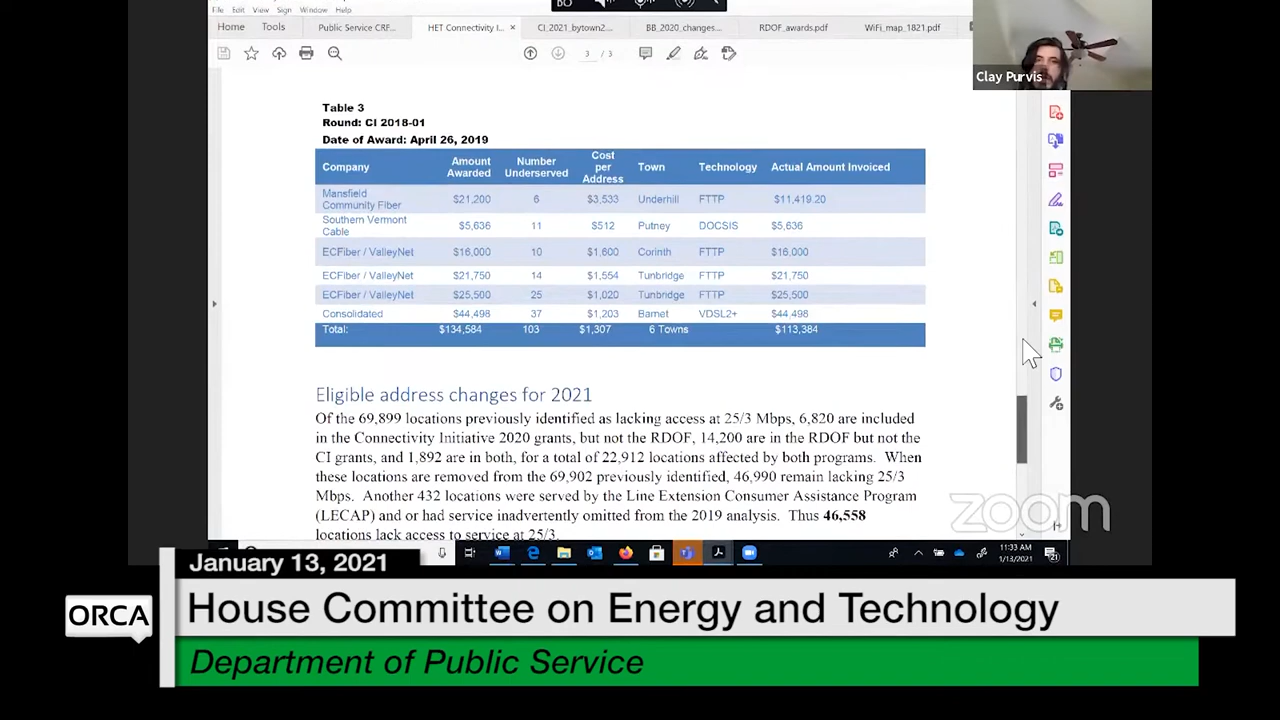 File Edit View Sign Window Help
Home Tools Public Service CRF... HET Connectivity I... × CI_2021_bytown2... BB_2020_changes... RDOF_awards.pdf WiFi_map_1821.pdf
3 / 3
Clay Purvis
Table 3
Round: CI 2018-01
Date of Award: April 26, 2019
Company Amount Awarded Number Underserved Cost per Address Town Technology Actual Amount Invoiced
Mansfield Community Fiber $21,200 6 $3,533 Underhill FTTP $11,419.20
Southern Vermont Cable $5,636 11 $512 Putney DOCSIS $5,636
ECFiber / ValleyNet $16,000 10 $1,600 Corinth FTTP $16,000
ECFiber / ValleyNet $21,750 14 $1,554 Tunbridge FTTP $21,750
ECFiber / ValleyNet $25,500 25 $1,020 Tunbridge FTTP $25,500
Consolidated $44,498 37 $1,203 Barnet VDSL2+ $44,498
Total: $134,584 103 $1,307 6 Towns $113,384
Eligible address changes for 2021
Of the 69,899 locations previously identified as lacking access at 25/3 Mbps, 6,820 are included
in the Connectivity Initiative 2020 grants, but not the RDOF, 14,200 are in the RDOF but not the
CI grants, and 1,892 are in both, for a total of 22,912 locations affected by both programs. When
these locations are removed from the 69,902 previously identified, 46,990 remain lacking 25/3
Mbps. Another 432 locations were served by the Line Extension Consumer Assistance Program
(LECAP) and or had service inadvertently omitted from the 2019 analysis. Thus 46,558
locations lack access to service at 25/3.
zoom
11:33 AM
1/13/2021
January 13, 2021
ORCA
House Committee on Energy and Technology
Department of Public Service